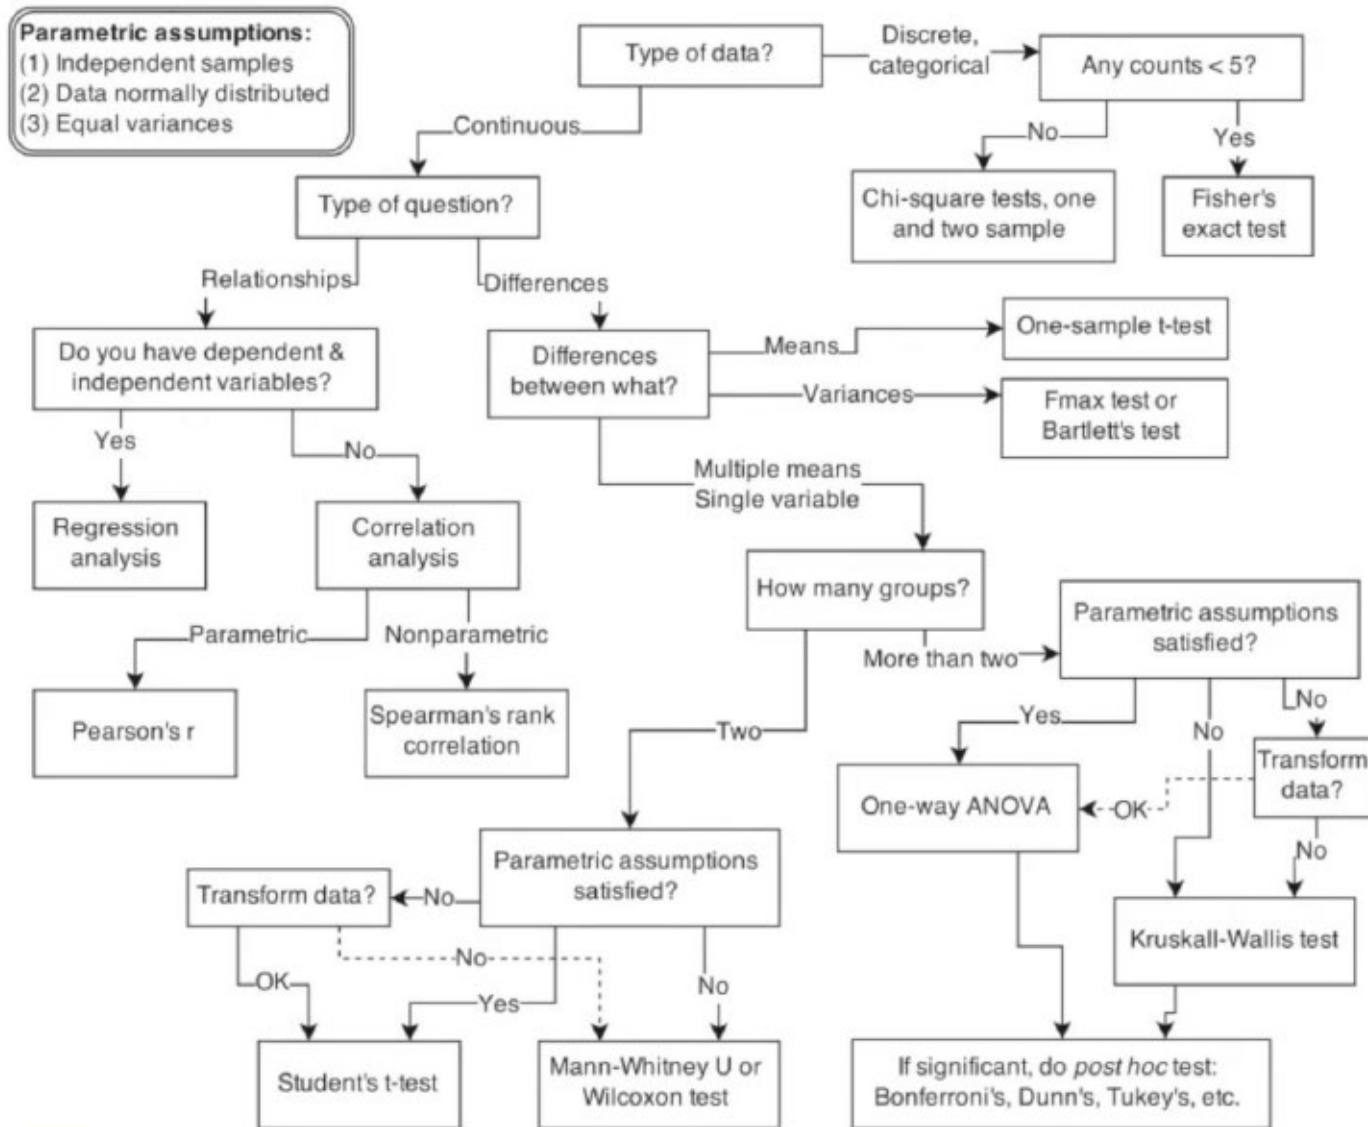 Parametric assumptions:
(1) Independent samples
(2) Data normally distributed
(3) Equal variances
Type of data?
Discrete,
categorical
Any counts < 5?
Continuous
No
Yes
Type of question?
Chi-square tests, one
and two sample
Fisher's
exact test
Relationships
Differences
Do you have dependent &
independent variables?
Differences
between what?
Means
One-sample t-test
Variances
Fmax test or
Bartlett's test
Yes
No
Multiple means
Single variable
Regression
analysis
Correlation
analysis
How many groups?
Parametric assumptions
satisfied?
Parametric
Nonparametric
More than two
Pearson's r
Spearman's rank
correlation
Two
Yes
No
No
Transform
data?
One-way ANOVA
OK
No
Parametric assumptions
satisfied?
Transform data?
No
Kruskall-Wallis test
No
OK
Yes
No
Student's t-test
Mann-Whitney U or
Wilcoxon test
If significant, do post hoc test:
Bonferroni's, Dunn's, Tukey's, etc.